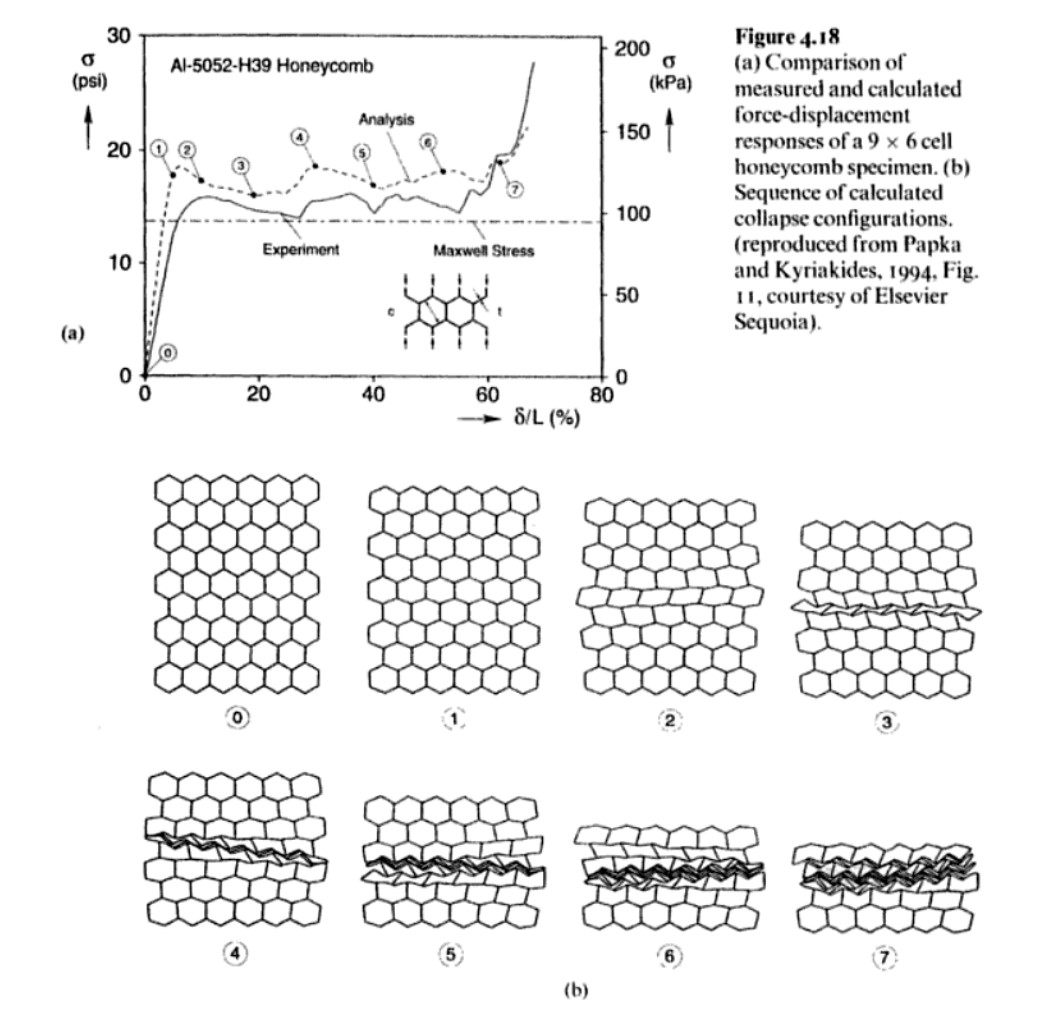 Figure 4.18
(a) Comparison of
measured and calculated
force-displacement
responses of a 9 × 6 cell
honeycomb specimen. (b)
Sequence of calculated
collapse configurations.
(reproduced from Papka
and Kyriakides, 1994, Fig.
11, courtesy of Elsevier
Sequoia).
Al-5052-H39 Honeycomb
σ
(psi)
30
20
10
0
σ
(kPa)
200
150
100
50
0
0 20 40 60 80
δ/L (%)
Analysis
Experiment
Maxwell Stress
0 1 2 3 4 5 6 7
c
t
(a)
0 1 2 3
4 5 6 7
(b)